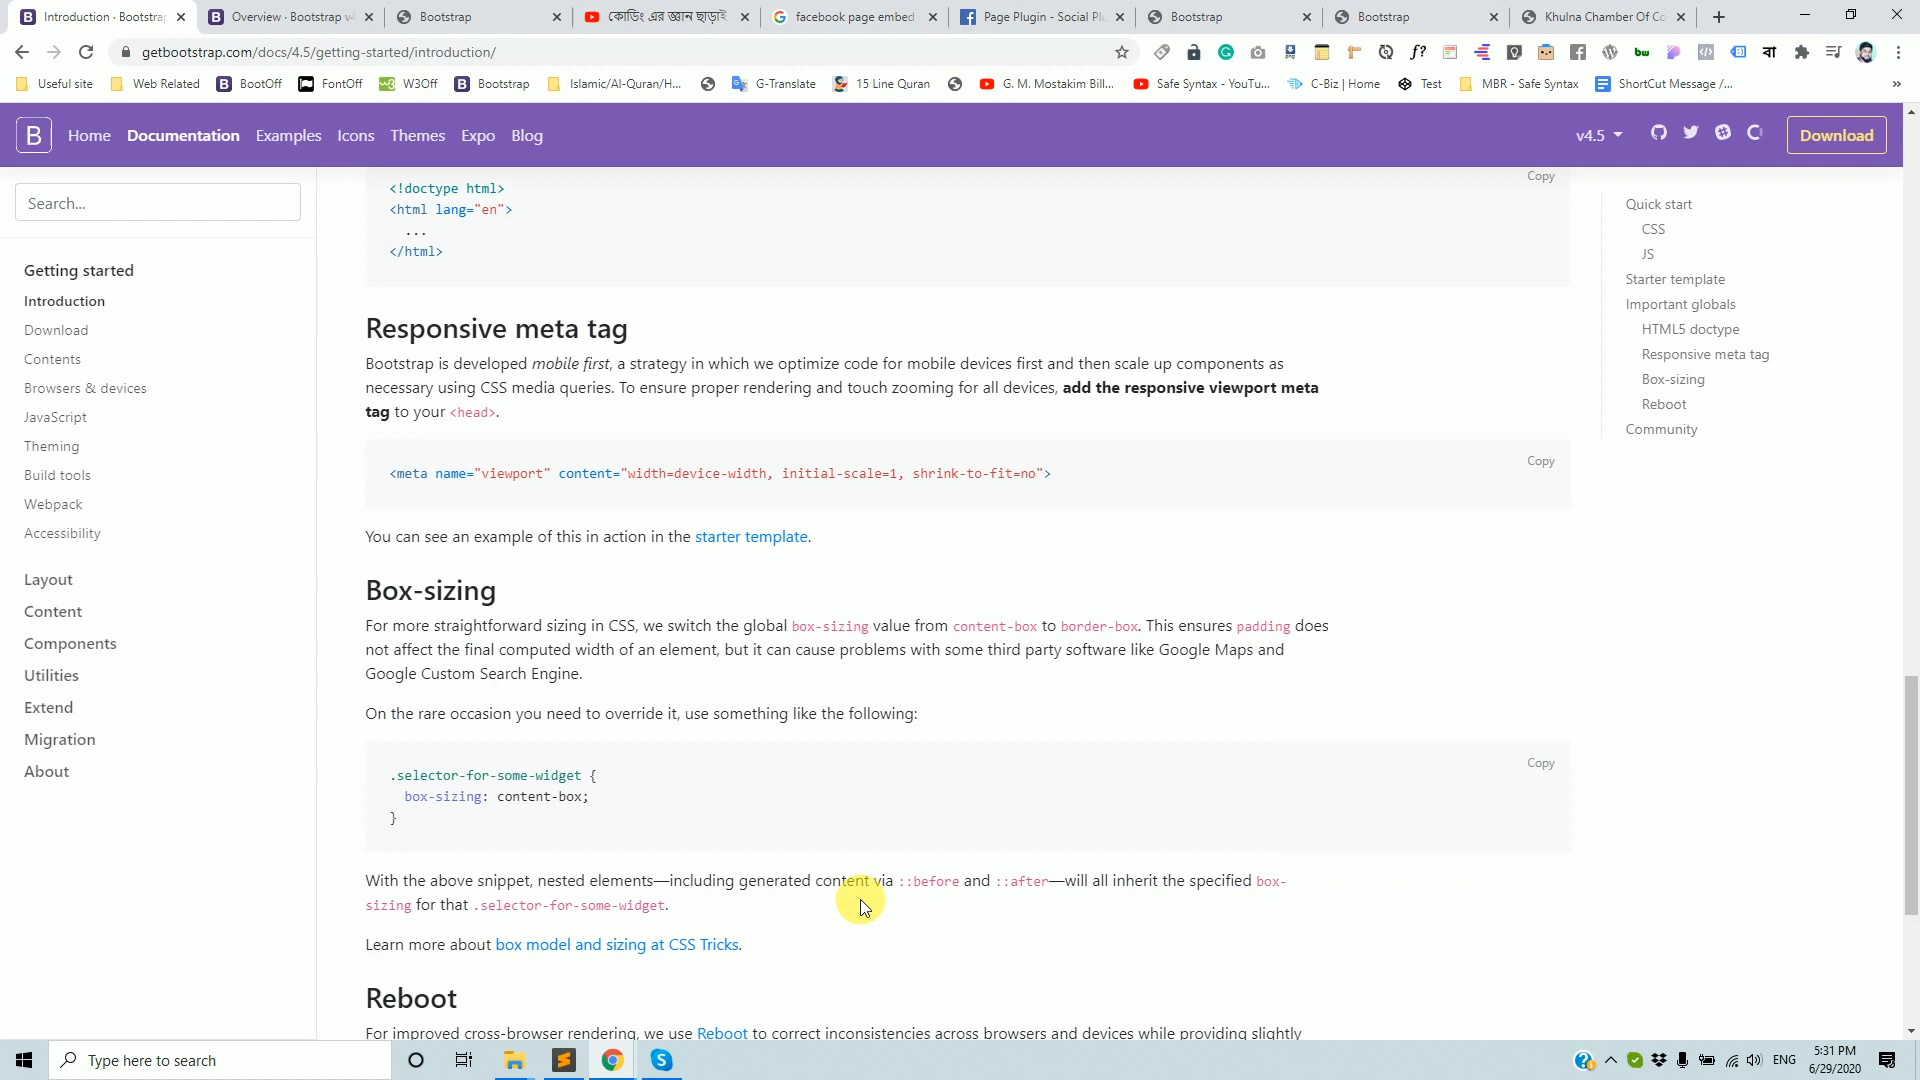 Introduction · Bootstrap
Overview · Bootstrap v4
Bootstrap
কোডিং এর জ্ঞান ছাড়াই
facebook page embed
Page Plugin - Social Pl
Bootstrap
Bootstrap
Khulna Chamber Of Co
getbootstrap.com/docs/4.5/getting-started/introduction/
Useful site
Web Related
BootOff
FontOff
W3Off
Bootstrap
Islamic/Al-Quran/H...
G-Translate
15 Line Quran
G. M. Mostakim Bill...
Safe Syntax - YouTu...
C-Biz | Home
Test
MBR - Safe Syntax
ShortCut Message /...
»
B Home Documentation Examples Icons Themes Expo Blog
v4.5
Download
Search...
Getting started
Introduction
Download
Contents
Browsers & devices
JavaScript
Theming
Build tools
Webpack
Accessibility
Layout
Content
Components
Utilities
Extend
Migration
About
Copy
<!doctype html>
<html lang="en">
...
</html>
Responsive meta tag
Bootstrap is developed mobile first, a strategy in which we optimize code for mobile devices first and then scale up components as
necessary using CSS media queries. To ensure proper rendering and touch zooming for all devices, add the responsive viewport meta
tag to your <head>.
Copy
<meta name="viewport" content="width=device-width, initial-scale=1, shrink-to-fit=no">
You can see an example of this in action in the starter template.
Box-sizing
For more straightforward sizing in CSS, we switch the global box-sizing value from content-box to border-box. This ensures padding does
not affect the final computed width of an element, but it can cause problems with some third party software like Google Maps and
Google Custom Search Engine.
On the rare occasion you need to override it, use something like the following:
Copy
.selector-for-some-widget {
box-sizing: content-box;
}
With the above snippet, nested elements—including generated content via ::before and ::after—will all inherit the specified box-
sizing for that .selector-for-some-widget.
Learn more about box model and sizing at CSS Tricks.
Reboot
For improved cross-browser rendering, we use Reboot to correct inconsistencies across browsers and devices while providing slightly
Quick start
CSS
JS
Starter template
Important globals
HTML5 doctype
Responsive meta tag
Box-sizing
Reboot
Community
Type here to search
ENG
5:31 PM
6/29/2020